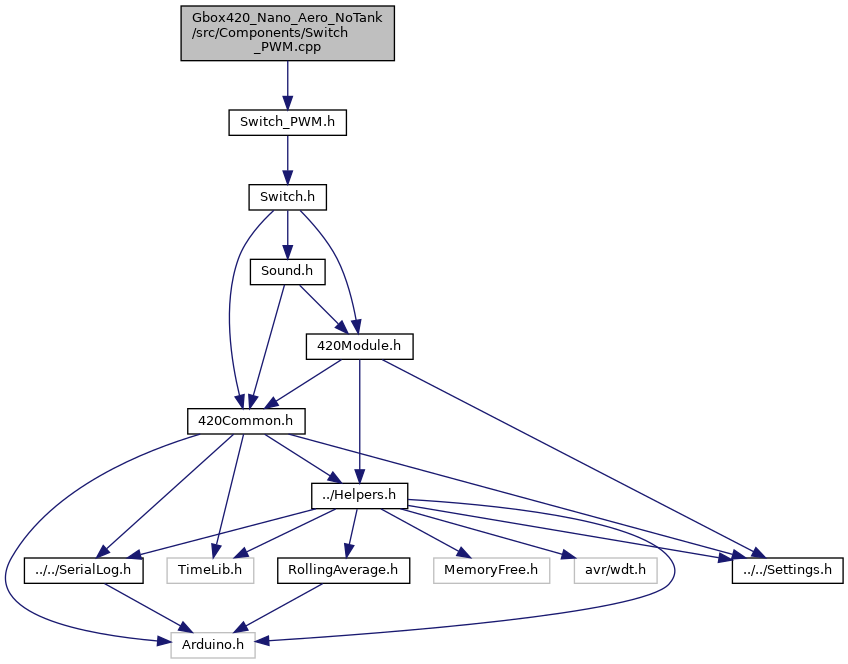 Gbox420_Nano_Aero_NoTank
/src/Components/Switch
_PWM.cpp
Switch_PWM.h
Switch.h
Sound.h
420Module.h
420Common.h
../Helpers.h
../../SerialLog.h
TimeLib.h
RollingAverage.h
MemoryFree.h
avr/wdt.h
../../Settings.h
Arduino.h